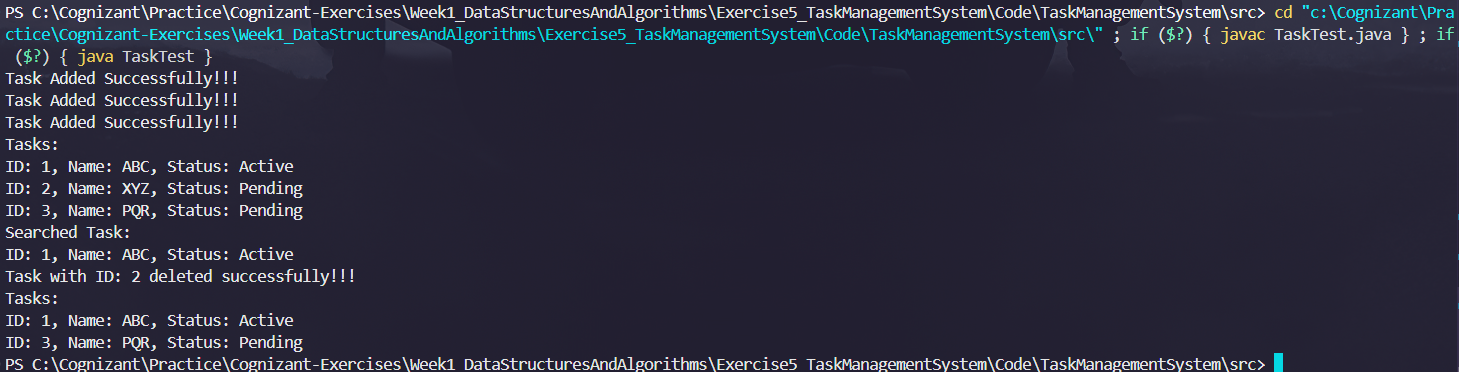 PS C:\Cognizant\Practice\Cognizant-Exercises\Week1_DataStructuresAndAlgorithms\Exercise5_TaskManagementSystem\Code\TaskManagementSystem\src> cd "c:\Cognizant\Pra
ctice\Cognizant-Exercises\Week1_DataStructuresAndAlgorithms\Exercise5_TaskManagementSystem\Code\TaskManagementSystem\src\" ; if ($?) { javac TaskTest.java } ; if
 ($?) { java TaskTest }
Task Added Successfully!!!
Task Added Successfully!!!
Task Added Successfully!!!
Tasks:
ID: 1, Name: ABC, Status: Active
ID: 2, Name: XYZ, Status: Pending
ID: 3, Name: PQR, Status: Pending
Searched Task:
ID: 1, Name: ABC, Status: Active
Task with ID: 2 deleted successfully!!!
Tasks:
ID: 1, Name: ABC, Status: Active
ID: 3, Name: PQR, Status: Pending
PS C:\Cognizant\Practice\Cognizant-Exercises\Week1_DataStructuresAndAlgorithms\Exercise5_TaskManagementSystem\Code\TaskManagementSystem\src>